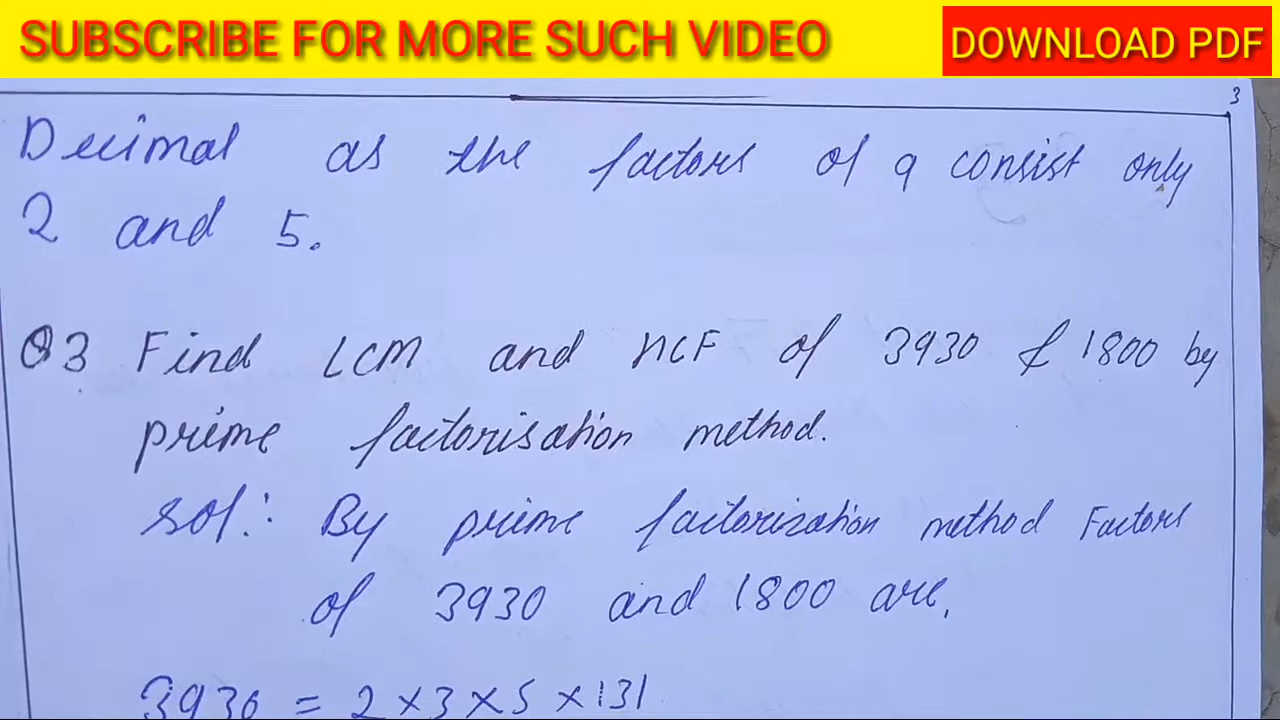 SUBSCRIBE FOR MORE SUCH VIDEO
DOWNLOAD PDF
3
Decimal as the factors of q consist only
2 and 5.
Q3 Find LCM and HCF of 3930 & 1800 by
prime factorisation method.
sol: By prime factorization method Factors
of 3930 and 1800 are,
3930 = 2 × 3 × 5 × 131